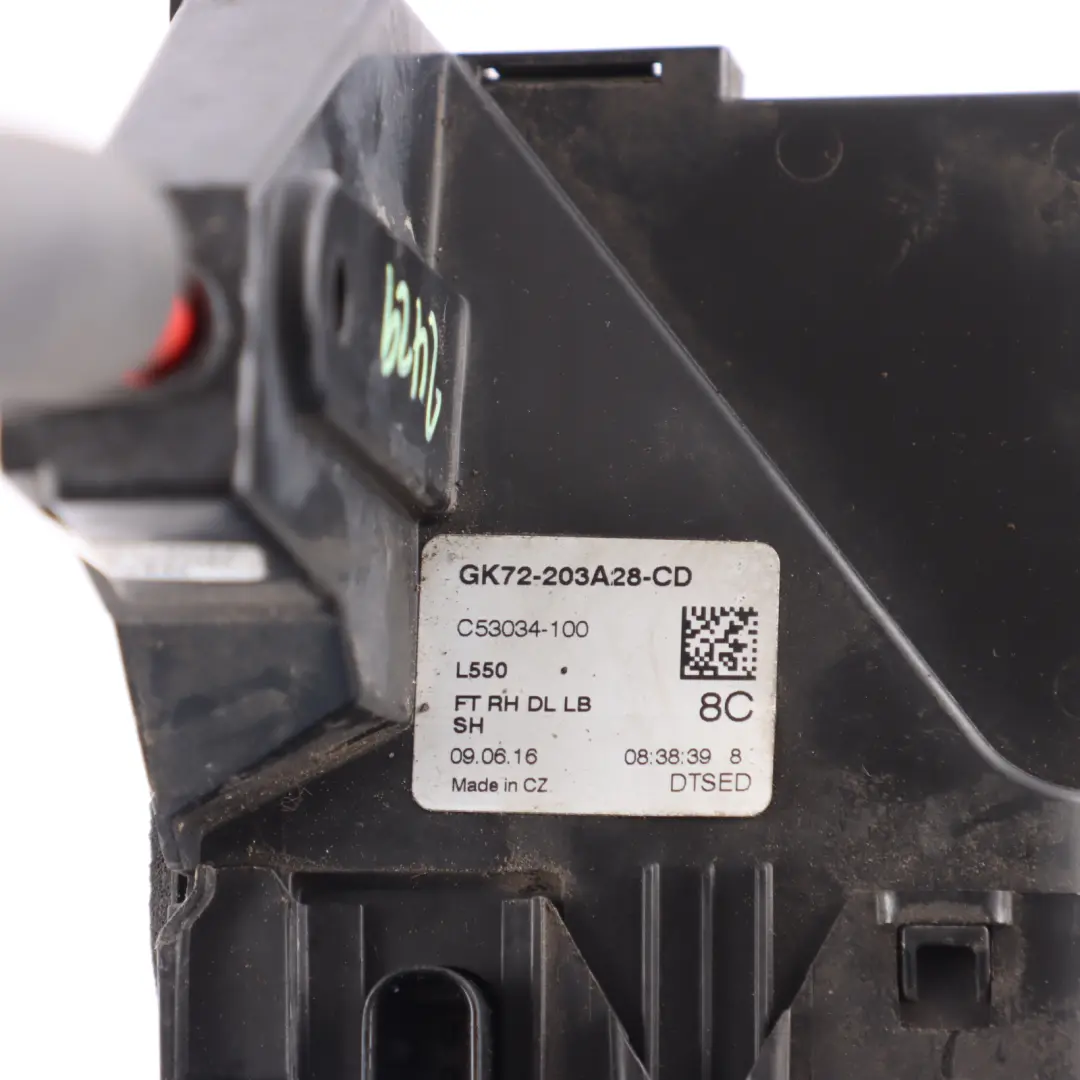 2429
GK72-203A28-CD
C53034-100
L550
FT RH DL LB
8C
SH
09.06.16 08:38:39 8
Made in CZ DTSED